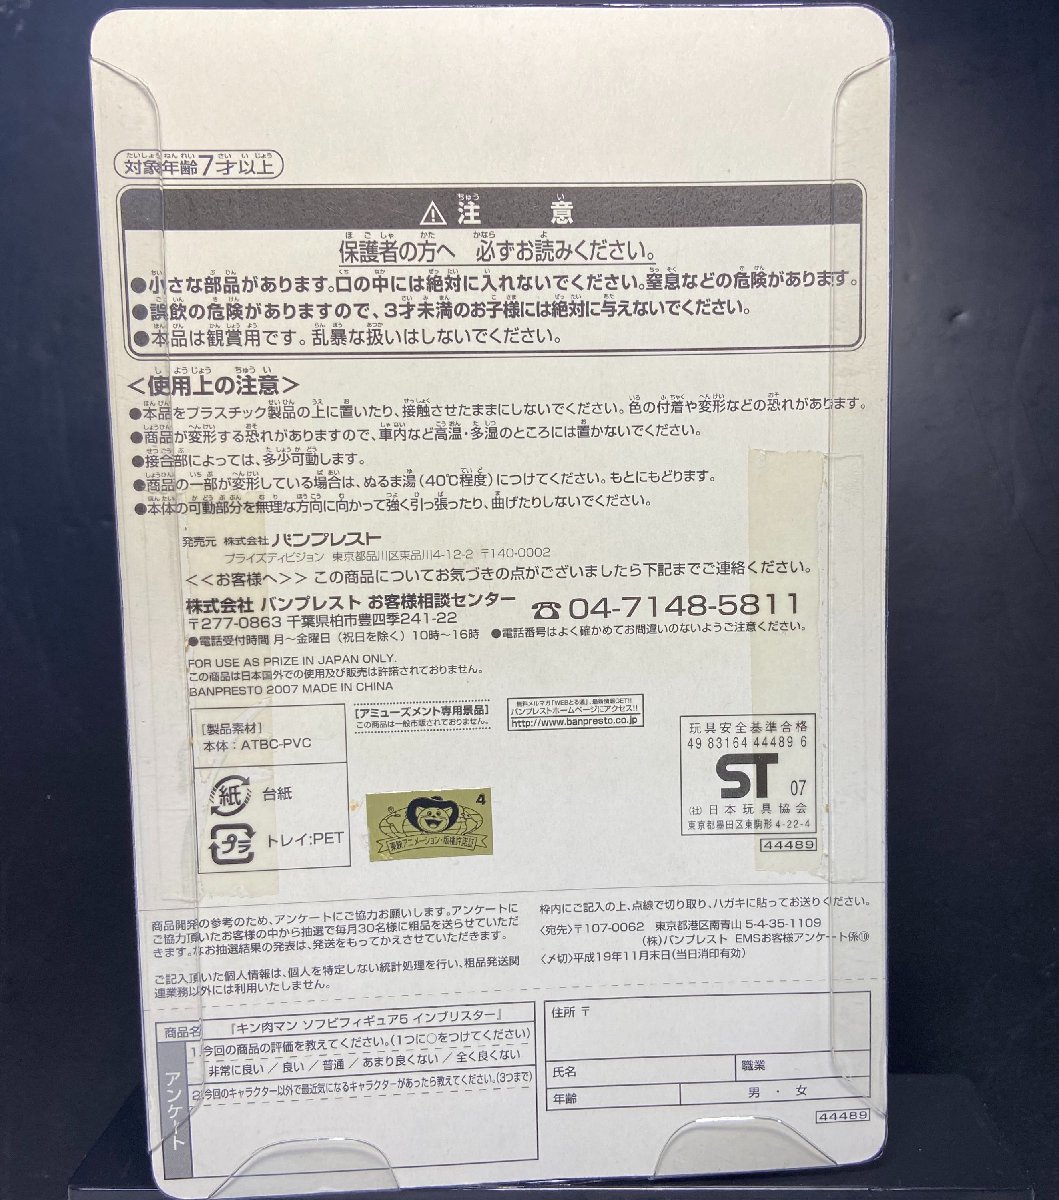 対象年齢7才以上
⚠注意
保護者の方へ 必ずお読みください。
●小さな部品があります。口の中には絶対に入れないでください。窒息などの危険があります。
●誤飲の危険がありますので、3才未満のお子様には絶対に与えないでください。
●本品は観賞用です。乱暴な扱いはしないでください。
＜使用上の注意＞
●本品をプラスチック製品の上に置いたり、接触させたままにしないでください。色の付着や変形などの恐れがあります。
●商品が変形する恐れがありますので、車内など高温・多湿のところには置かないでください。
●接合部によっては、多少可動します。
●商品の一部が変形している場合は、ぬるま湯(40℃程度)につけてください。もとにもどります。
●本体の可動部分を無理な方向に向かって強く引っ張ったり、曲げたりしないでください。
発売元 株式会社 バンプレスト
プライズディビジョン 東京都品川区東品川4-12-2 〒140-0002
<<お客様へ>> この商品についてお気づきの点がございましたら下記までご連絡ください。
株式会社 バンプレスト お客様相談センター ☎04-7148-5811
〒277-0863 千葉県柏市豊四季241-22
●電話受付時間 月～金曜日(祝日を除く)10時～16時 ●電話番号はよく確かめてお間違いのないようご注意ください。
FOR USE AS PRIZE IN JAPAN ONLY.
この商品は日本国外での使用及び販売は許諾されておりません。
BANPRESTO 2007 MADE IN CHINA
[製品素材]
本体：ATBC-PVC
紙 台紙
プラ トレイ:PET
[アミューズメント専用景品]
この商品は一般市販されておりません。
無料メルマガ『WEBとる通』、最新情報GET!!
バンプレストホームページにアクセス!!
http://www.banpresto.co.jp
4
東映アニメーション・版権許諾証
玩具安全基準合格
49 83164 44489 6
ST 07
(社)日本玩具協会
東京都墨田区東駒形4-22-4
44489
商品開発の参考のため、アンケートにご協力お願いします。アンケートに
ご協力頂いたお客様の中から抽選で毎月30名様に粗品を送らせていただ
きます。なお抽選結果の発表は、発送をもってかえさせていただきます。
ご記入頂いた個人情報は、個人を特定しない統計処理を行い、粗品発送関
連業務以外には利用いたしません。
枠内にご記入の上、点線で切り取り、ハガキに貼ってお送りください。
〈宛先〉〒107-0062 東京都港区南青山5-4-35-1109
(株)バンプレスト EMSお客様アンケート係⑩
〈〆切〉平成19年11月末日(当日消印有効)
アンケート
商品名 『キン肉マン ソフビフィギュア5 インブリスター』
1.今回の商品の評価を教えてください。(1つに○をつけてください)
非常に良い ／ 良い ／ 普通 ／ あまり良くない ／ 全く良くない
2.今回のキャラクター以外で最近気になるキャラクターがあったら教えてください。(3つまで)
住所 〒
氏名 職業
年齢 男 ・ 女
44489